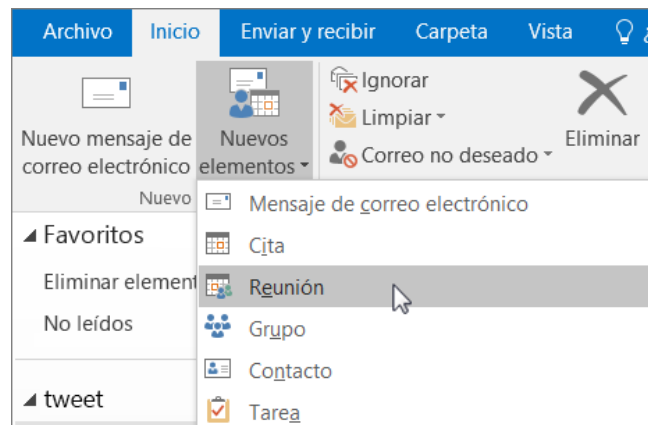 Archivo Inicio Enviar y recibir Carpeta Vista
Nuevo mensaje de correo electrónico
Nuevos elementos
Ignorar
Limpiar
Correo no deseado
Eliminar
Nuevo
Mensaje de correo electrónico
Cita
Reunión
Grupo
Contacto
Tarea
Favoritos
Eliminar
No leídos
tweet